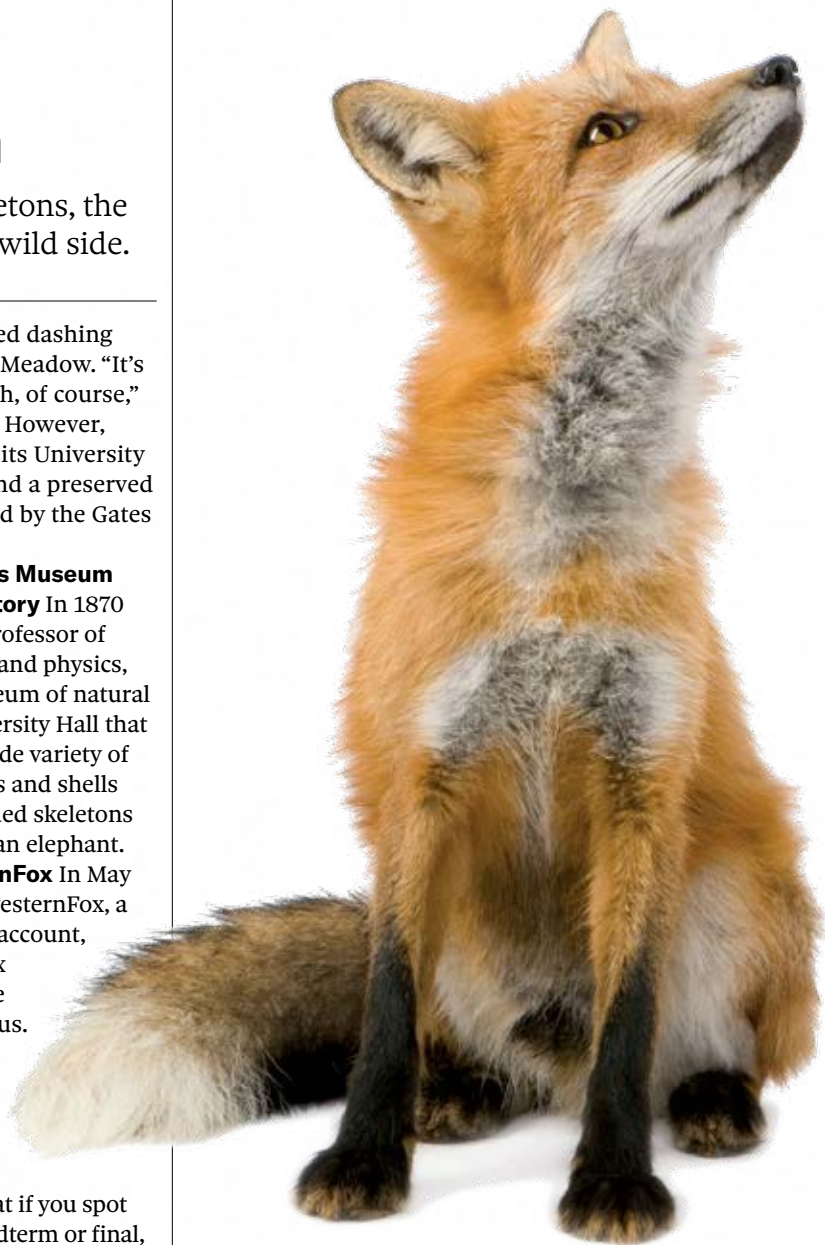 etons, the
wild side.
ed dashing
Meadow. “It’s
h, of course,”
However,
its University
nd a preserved
d by the Gates
s Museum
tory In 1870
rofessor of
and physics,
eum of natural
ersity Hall that
de variety of
s and shells
ed skeletons
an elephant.
nFox In May
esternFox, a
account,
x
e
us.
at if you spot
dterm or final,